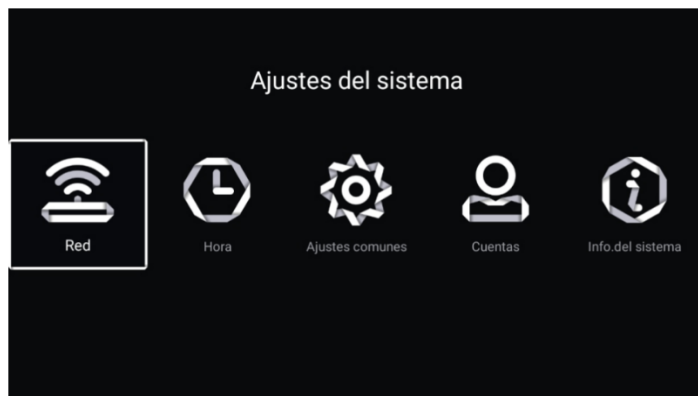 Ajustes del sistema
Red
Hora
Ajustes comunes
Cuentas
Info.del sistema